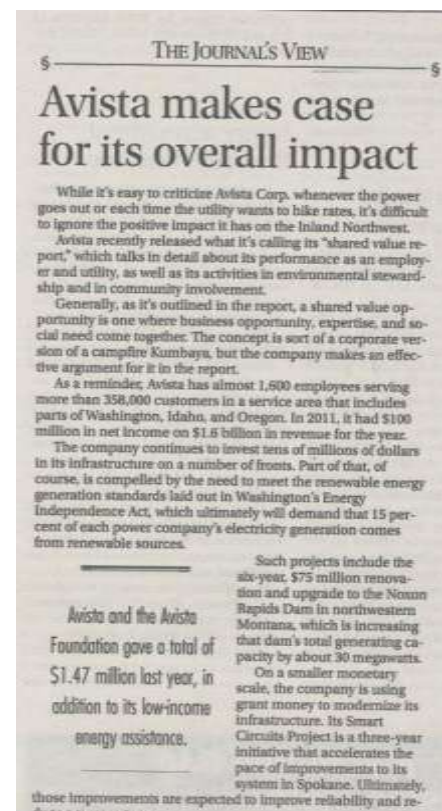 THE JOURNAL'S VIEW
§ §
Avista makes case
for its overall impact
While it's easy to criticize Avista Corp. whenever the power
goes out or each time the utility wants to hike rates, it's difficult
to ignore the positive impact it has on the Inland Northwest.
Avista recently released what it's calling its "shared value re-
port," which talks in detail about its performance as an employ-
er and utility, as well as its activities in environmental steward-
ship and in community involvement.
Generally, as it's outlined in the report, a shared value op-
portunity is one where business opportunity, expertise, and so-
cial need come together. The concept is sort of a corporate ver-
sion of a campfire Kumbaya, but the company makes an effec-
tive argument for it in the report.
As a reminder, Avista has almost 1,600 employees serving
more than 358,000 customers in a service area that includes
parts of Washington, Idaho, and Oregon. In 2011, it had $100
million in net income on $1.6 billion in revenue for the year.
The company continues to invest tens of millions of dollars
in its infrastructure on a number of fronts. Part of that, of
course, is compelled by the need to meet the renewable energy
generation standards laid out in Washington's Energy
Independence Act, which ultimately will demand that 15 per-
cent of each power company's electricity generation comes
from renewable sources.
Avista and the Avista
Foundation gave a total of
$1.47 million last year, in
addition to its low-income
energy assistance.
Such projects include the
six-year, $75 million renova-
tion and upgrade to the Noxon
Rapids Dam in northwestern
Montana, which is increasing
that dam's total generating ca-
pacity by about 30 megawatts.
On a smaller monetary
scale, the company is using
grant money to modernize its
infrastructure. Its Smart
Circuits Project is a three-year
initiative that accelerates the
pace of improvements to its
system in Spokane. Ultimately,
those improvements are expected to improve reliability and re-